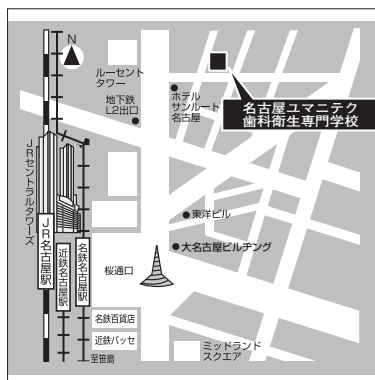 N
ルーセント
タワー
地下鉄
L2出口
ホテル
サンルート
名古屋
名古屋ユマニテク
歯科衛生専門学校
JRセントラルタワーズ
JR名古屋駅
近鉄名古屋駅
名鉄名古屋駅
東洋ビル
大名古屋ビルヂング
桜通口
名鉄百貨店
近鉄パッセ
至笹島
ミッドランド
スクエア